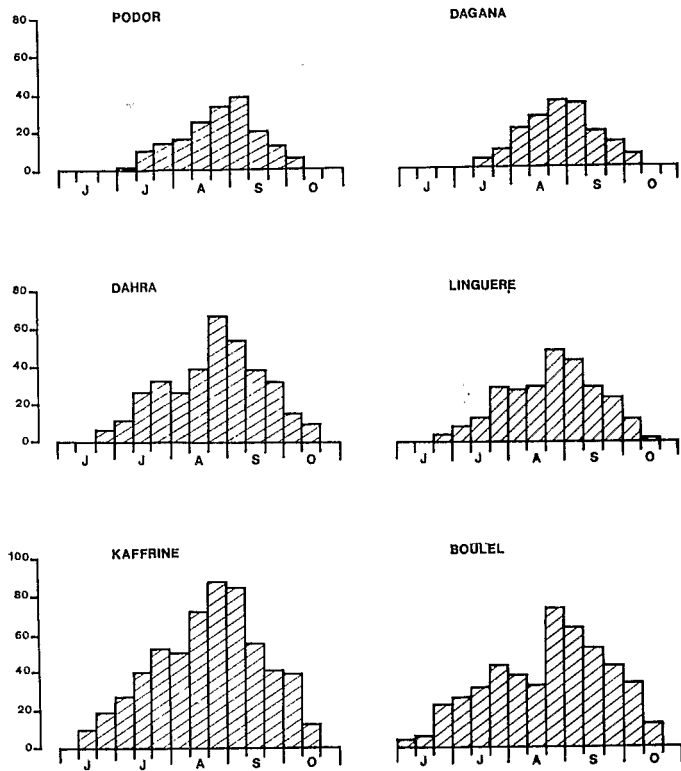 PODOR
DAGANA
80
60
40
20
0
J J A S O
J J A S O
DAHRA
LINGUERE
80
60
40
20
0
J J A S O
J J A S O
KAFFRINE
BOULEL
100
80
60
40
20
0
J J A S O
J J A S O